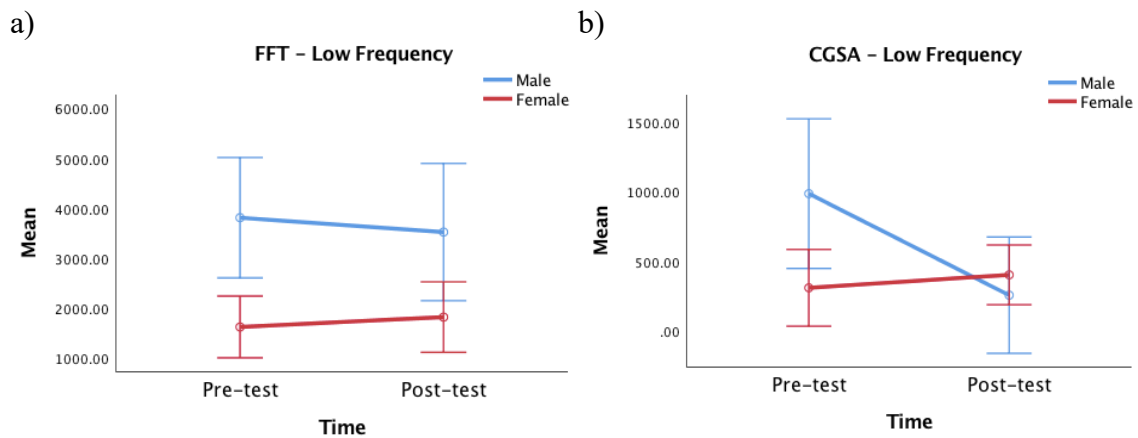 a)
FFT – Low Frequency
Male
Female
6000.00
5000.00
4000.00
3000.00
2000.00
1000.00
Mean
Pre-test
Post-test
Time
b)
CGSA – Low Frequency
Male
Female
1500.00
1000.00
500.00
.00
Mean
Pre-test
Post-test
Time